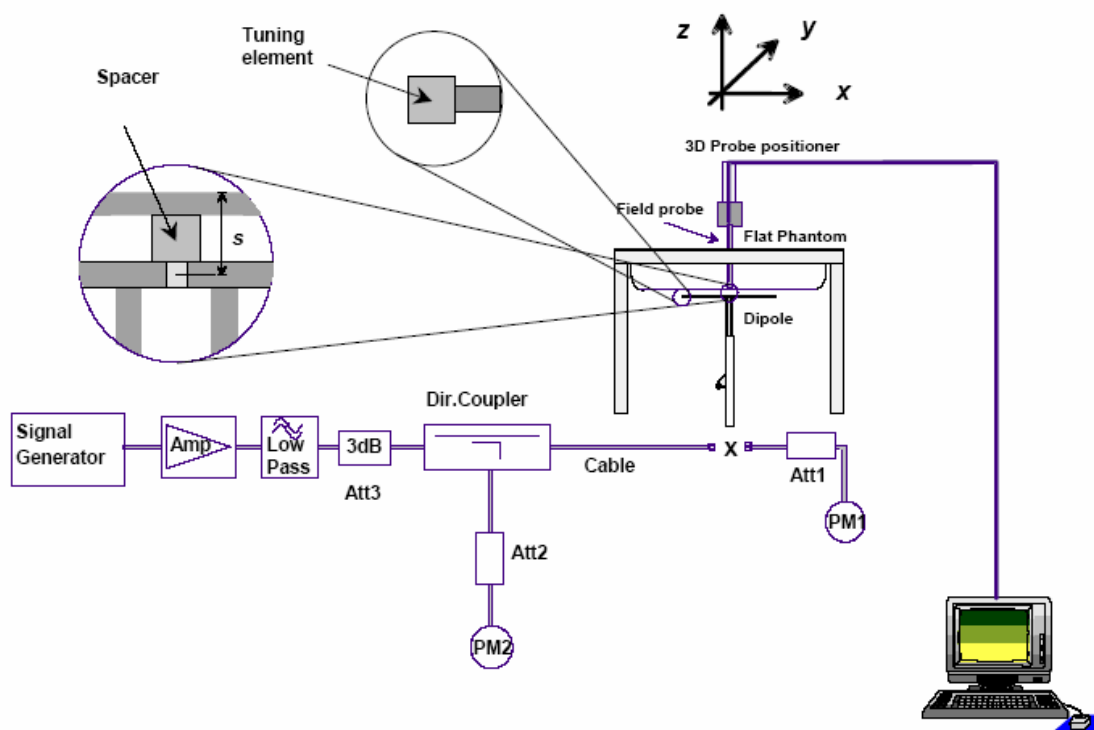 Tuning
element
Spacer
z
y
x
3D Probe positioner
Field probe
Flat Phantom
s
Dipole
Dir.Coupler
Signal
Generator
Amp
Low
Pass
3dB
Att3
Cable
X
Att1
PM1
Att2
PM2